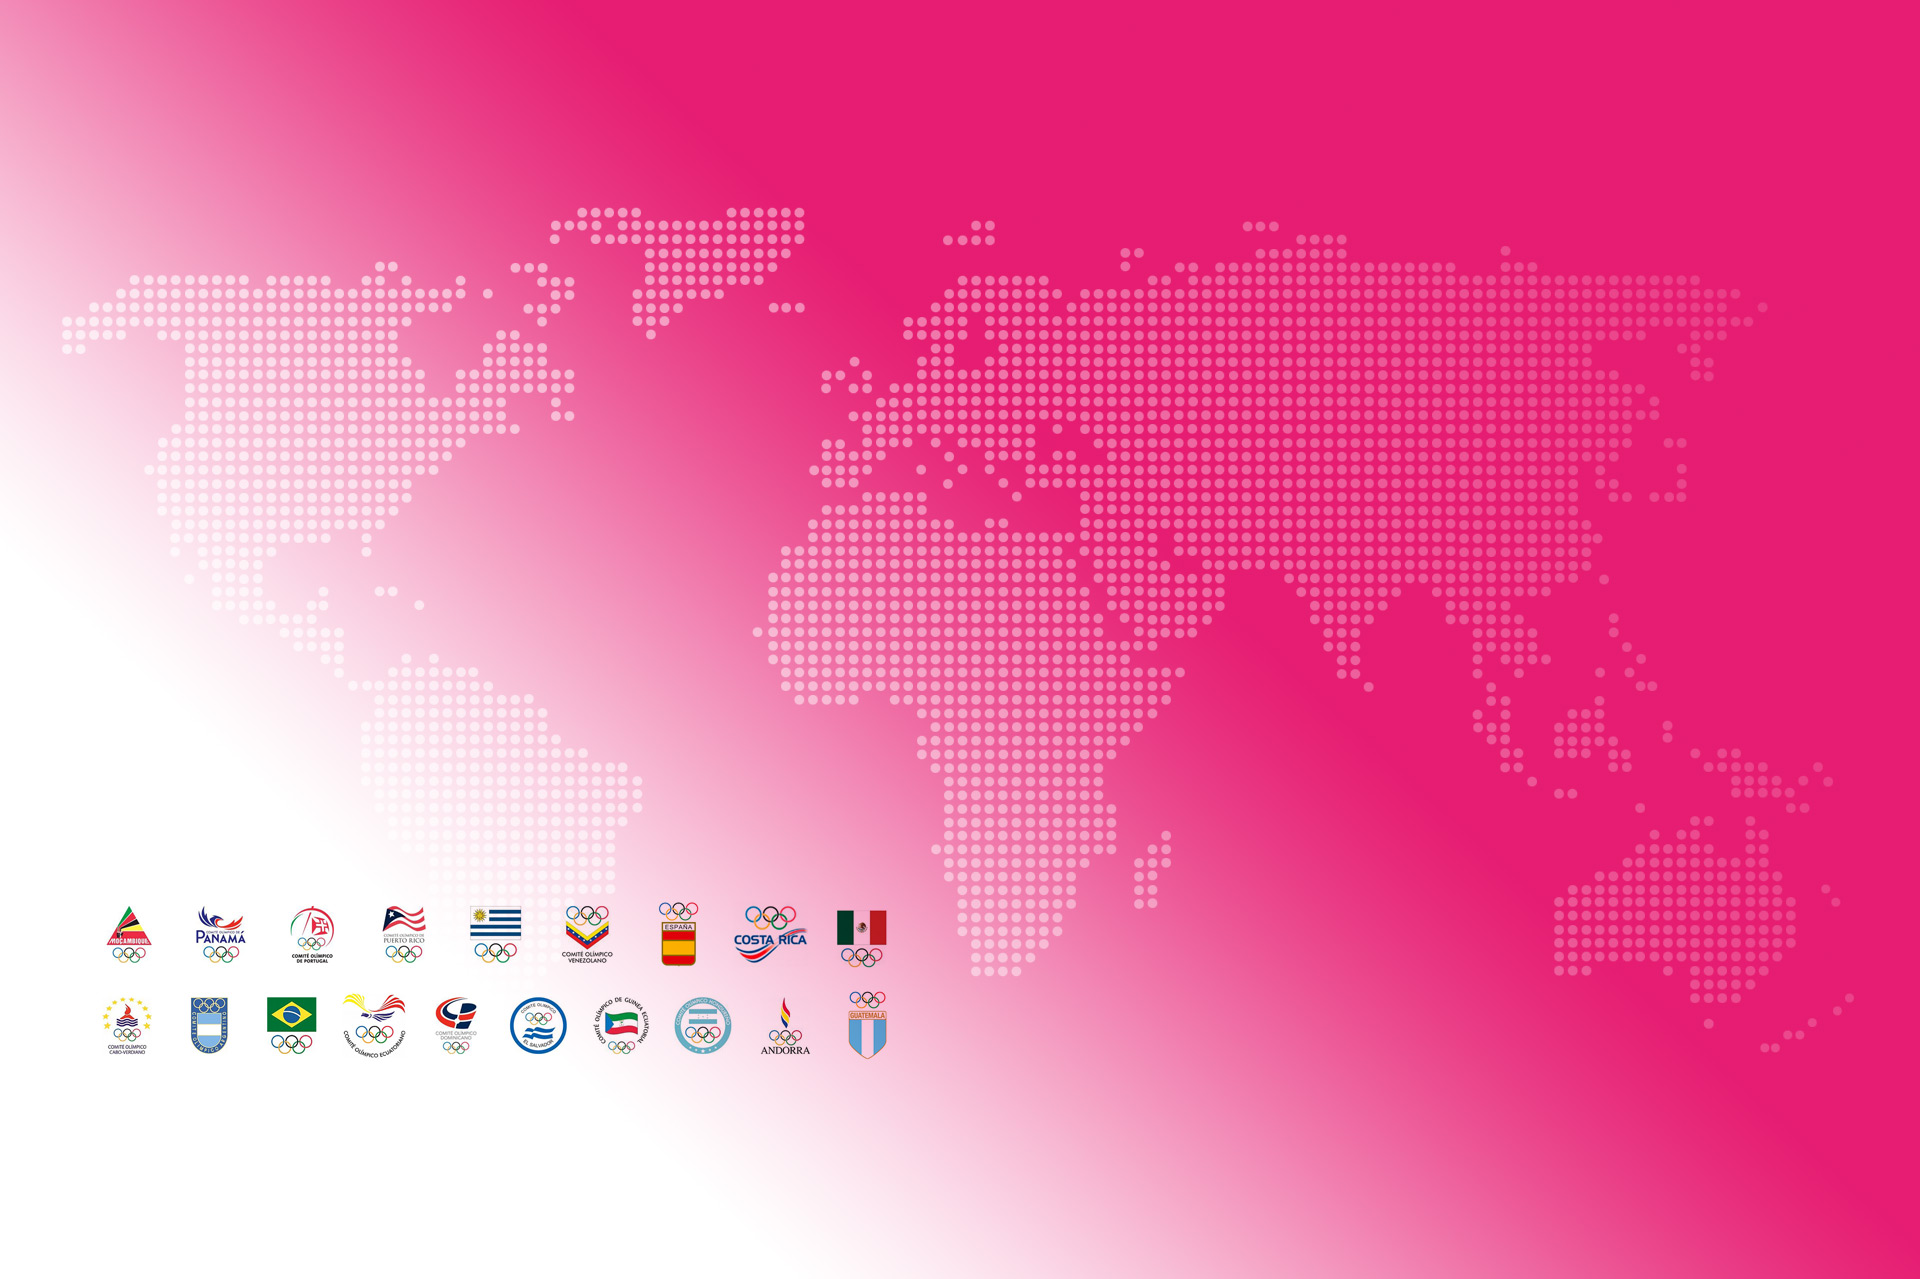 MOÇAMBIQUE
COMITÉ OLÍMPICO DE
PANAMÁ
COMITÉ OLÍMPICO
DE PORTUGAL
COMITÉ OLÍMPICO DE
PUERTO RICO
COMITÉ OLÍMPICO
VENEZOLANO
ESPAÑA
COSTA RICA
COMITÉ OLÍMPICO
CABO-VERDIANO
COMITÉ OLÍMPICO ARGENTINO
COMITÉ OLÍMPICO ECUATORIANO
COMITÉ OLÍMPICO
DOMINICANO
COMITÉ OLÍMPICO
EL SALVADOR
COMITÉ OLÍMPICO DE GUINEA ECUATORIAL
COMITÉ OLÍMPICO HONDUREÑO
ANDORRA
GUATEMALA